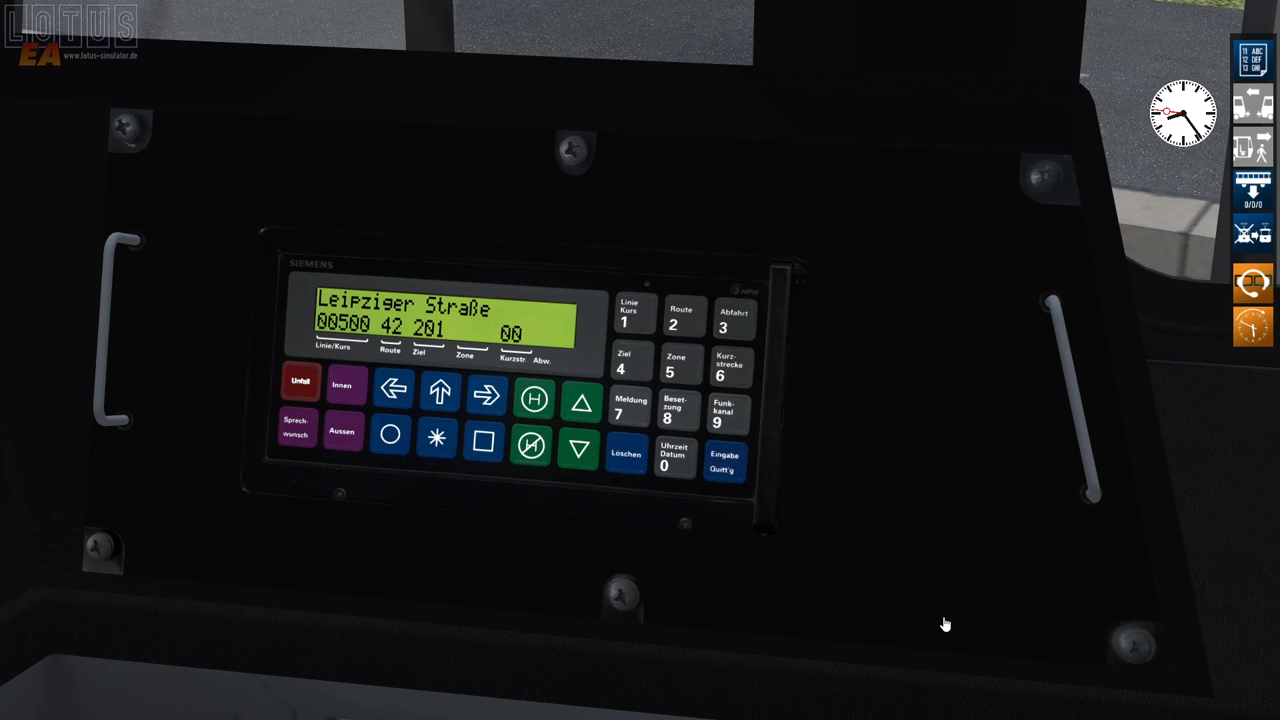 LOTUS
EA www.lotus-simulator.de
11 ABC
12 DEF
13 GHI
0/0/0
SIEMENS
HPW
Leipziger Straße
00500 42 201 00
Linie/Kurs Route Ziel Zone Kurzstr. Abw.
Linie Kurs 1
Route 2
Abfahrt 3
Ziel 4
Zone 5
Kurz-
strecke 6
Unfall
Innen
Meldung 7
Beset-
zung 8
Funk-
kanal 9
Sprech-
wunsch
Aussen
H
H
Löschen
Uhrzeit
Datum 0
Eingabe
Quitt'g